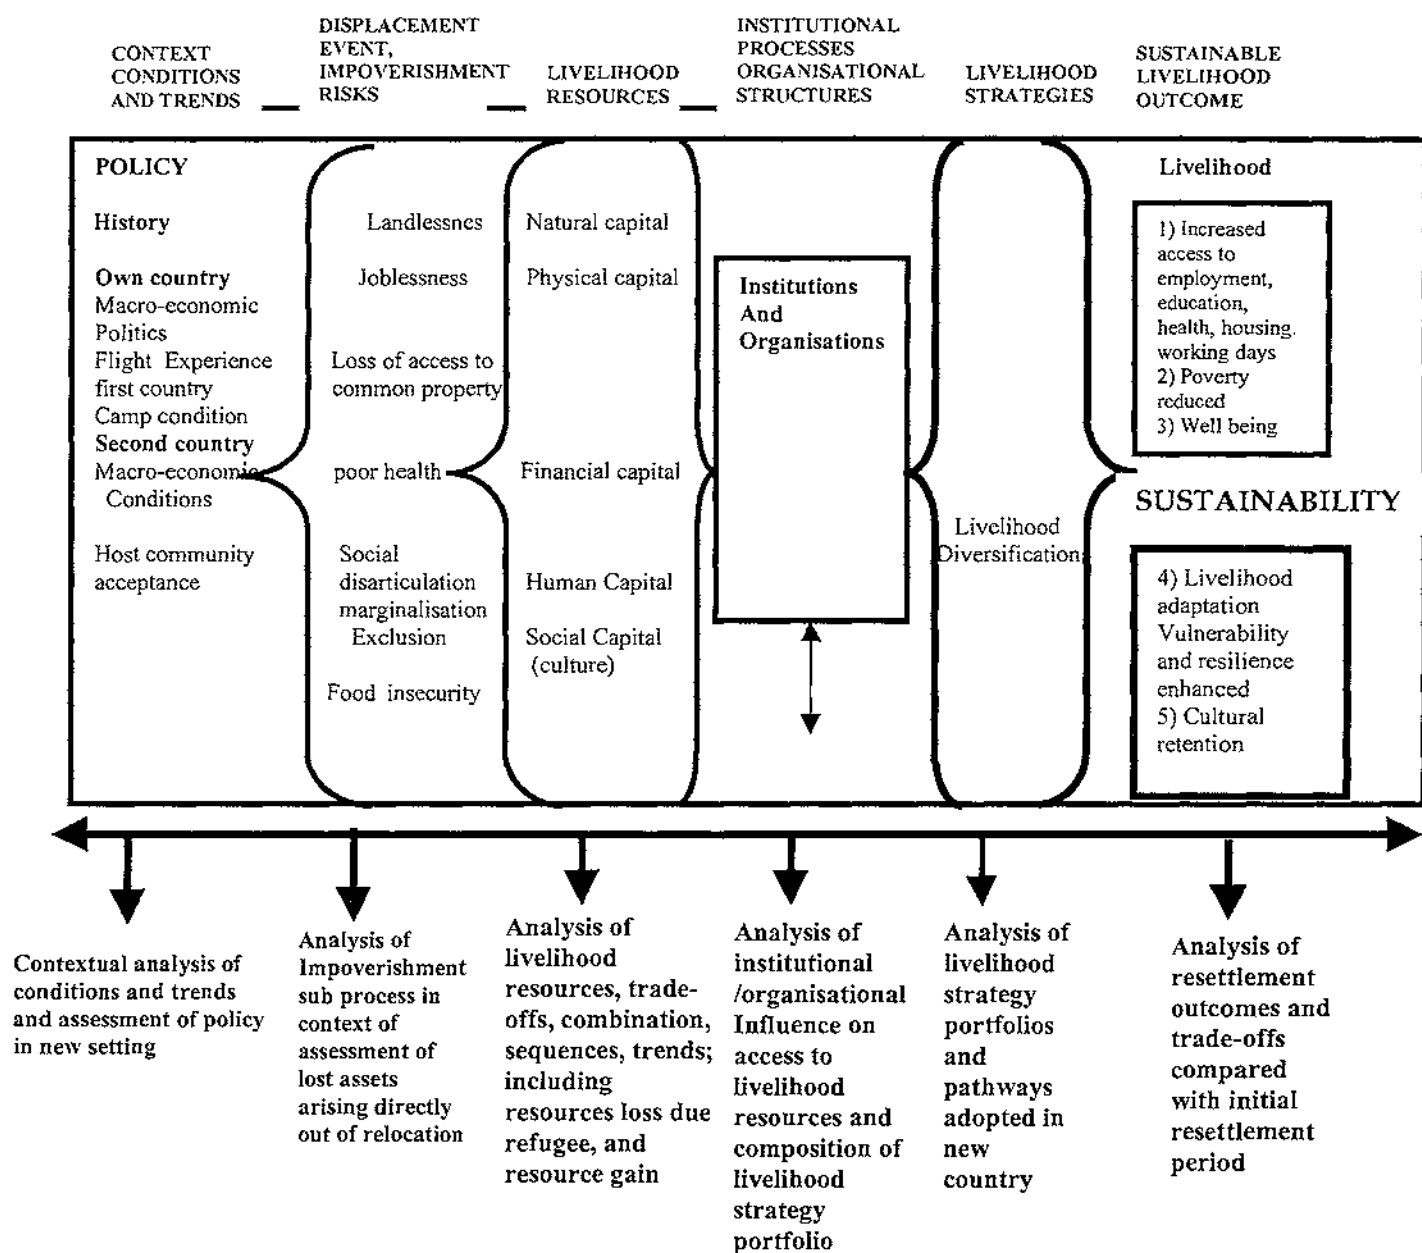 CONTEXT
CONDITIONS
AND TRENDS
DISPLACEMENT
EVENT,
IMPOVERISHMENT
RISKS
LIVELIHOOD
RESOURCES
INSTITUTIONAL
PROCESSES
ORGANISATIONAL
STRUCTURES
LIVELIHOOD
STRATEGIES
SUSTAINABLE
LIVELIHOOD
OUTCOME
POLICY
History
Own country
Macro-economic
Politics
Flight Experience
first country
Camp condition
Second country
Macro-economic
Conditions
Host community
acceptance
Landlessnes
Joblessness
Loss of access to
common property
poor health
Social
disarticulation
marginalisation
Exclusion
Food insecurity
Natural capital
Physical capital
Financial capital
Human Capital
Social Capital
(culture)
Institutions
And
Organisations
Livelihood
Diversification
Livelihood
1) Increased
access to
employment,
education,
health, housing.
working days
2) Poverty
reduced
3) Well being
SUSTAINABILITY
4) Livelihood
adaptation
Vulnerability
and resilience
enhanced
5) Cultural
retention
Contextual analysis of
conditions and trends
and assessment of policy
in new setting
Analysis of
Impoverishment
sub process in
context of
assessment of
lost assets
arising directly
out of relocation
Analysis of
livelihood
resources, trade-
offs, combination,
sequences, trends;
including
resources loss due
refugee, and
resource gain
Analysis of
institutional
/organisational
Influence on
access to
livelihood
resources and
composition of
livelihood
strategy
portfolio
Analysis of
livelihood
strategy
portfolios
and
pathways
adopted in
new
country
Analysis of
resettlement
outcomes and
trade-offs
compared
with initial
resettlement
period